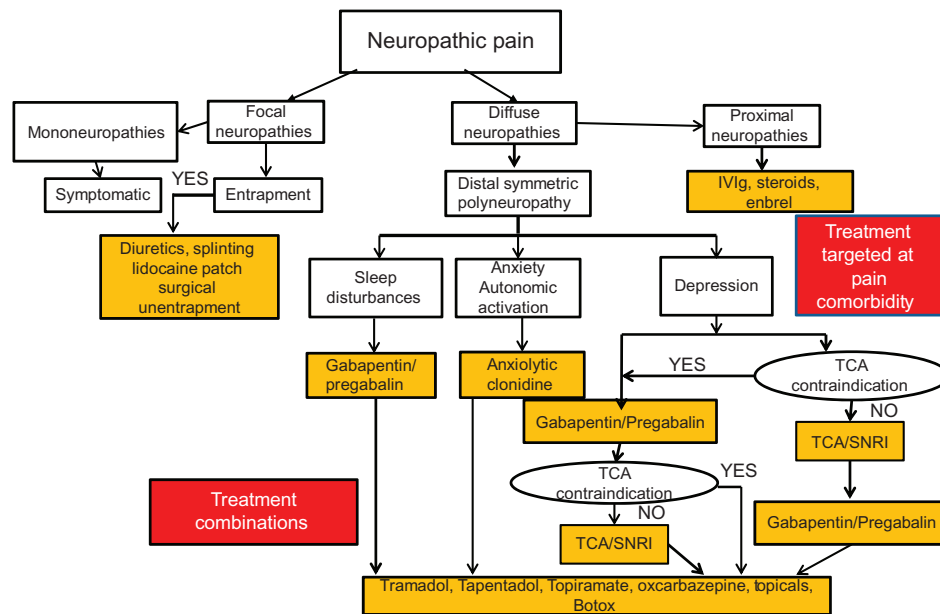 Neuropathic pain
Mononeuropathies
Focal
neuropathies
Diffuse
neuropathies
Proximal
neuropathies
Symptomatic
YES
Entrapment
Distal symmetric
polyneuropathy
IVIg, steroids,
enbrel
Diuretics, splinting
lidocaine patch
surgical
unentrapment
Sleep
disturbances
Anxiety
Autonomic
activation
Depression
Treatment
targeted at
pain
comorbidity
Gabapentin/
pregabalin
Anxiolytic
clonidine
YES
TCA
contraindication
Gabapentin/Pregabalin
NO
TCA/SNRI
TCA
contraindication
YES
Treatment
combinations
NO
TCA/SNRI
Gabapentin/Pregabalin
Tramadol, Tapentadol, Topiramate, oxcarbazepine, topicals,
Botox